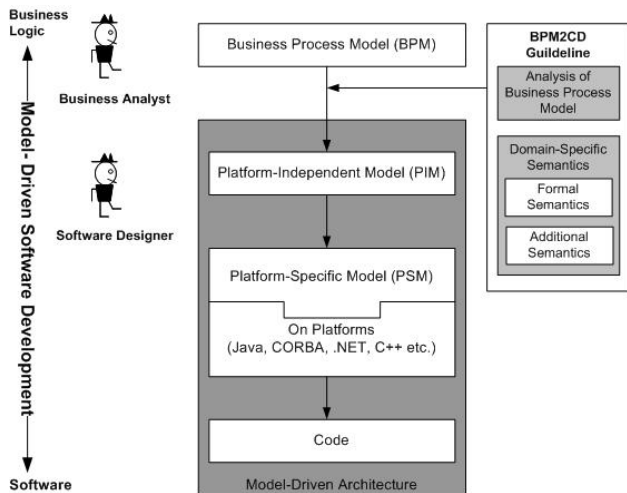 Business
Logic
Business Analyst
Model- Driven Software Development
Software Designer
Software
Business Process Model (BPM)
Platform-Independent Model (PIM)
Platform-Specific Model (PSM)
On Platforms
(Java, CORBA, .NET, C++ etc.)
Code
Model-Driven Architecture
BPM2CD
Guildeline
Analysis of
Business Process
Model
Domain-Specific
Semantics
Formal
Semantics
Additional
Semantics